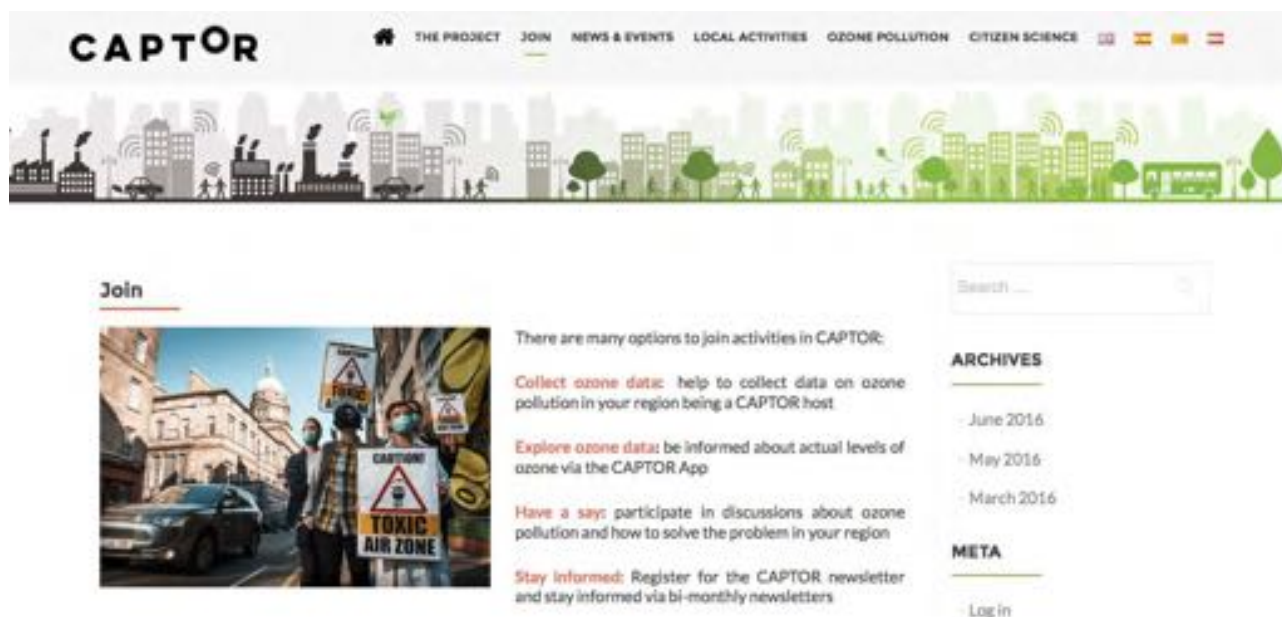 CAPTOR
THE PROJECT JOIN NEWS & EVENTS LOCAL ACTIVITIES OZONE POLLUTION CITIZEN SCIENCE
Join
Search ...
There are many options to join activities in CAPTOR:
Collect ozone data: help to collect data on ozone
pollution in your region being a CAPTOR host
Explore ozone data: be informed about actual levels of
ozone via the CAPTOR App
Have a say: participate in discussions about ozone
pollution and how to solve the problem in your region
Stay informed: Register for the CAPTOR newsletter
and stay informed via bi-monthly newsletters
CAUTION!
TOXIC
CAUTION!
TOXIC
AIR ZONE
ARCHIVES
June 2016
May 2016
March 2016
META
Log in